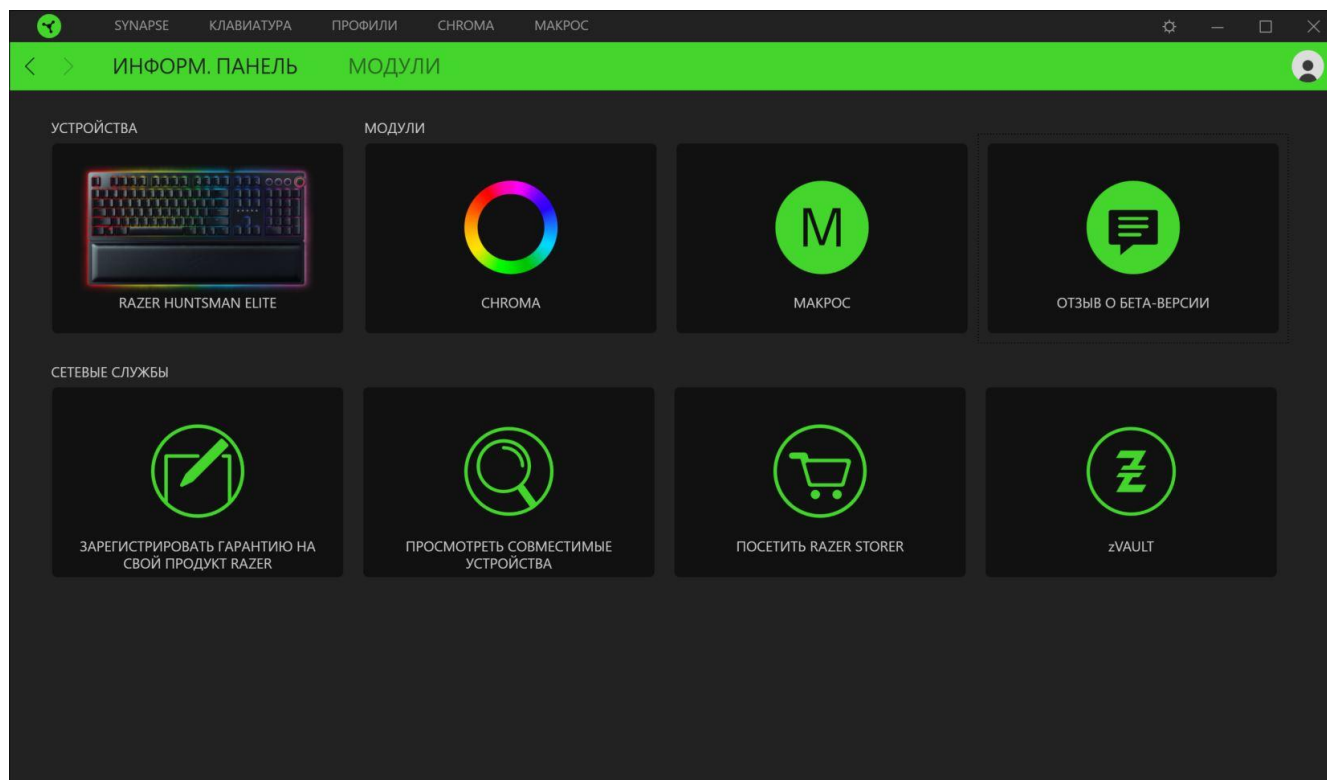 SYNAPSE КЛАВИАТУРА ПРОФИЛИ CHROMA МАКРОС
ИНФОРМ. ПАНЕЛЬ МОДУЛИ
УСТРОЙСТВА МОДУЛИ
M
RAZER HUNTSMAN ELITE CHROMA МАКРОС ОТЗЫВ О БЕТА-ВЕРСИИ
СЕТЕВЫЕ СЛУЖБЫ
ЗАРЕГИСТРИРОВАТЬ ГАРАНТИЮ НА
СВОЙ ПРОДУКТ RAZER
ПРОСМОТРЕТЬ СОВМЕСТИМЫЕ
УСТРОЙСТВА
ПОСЕТИТЬ RAZER STORER
zVAULT